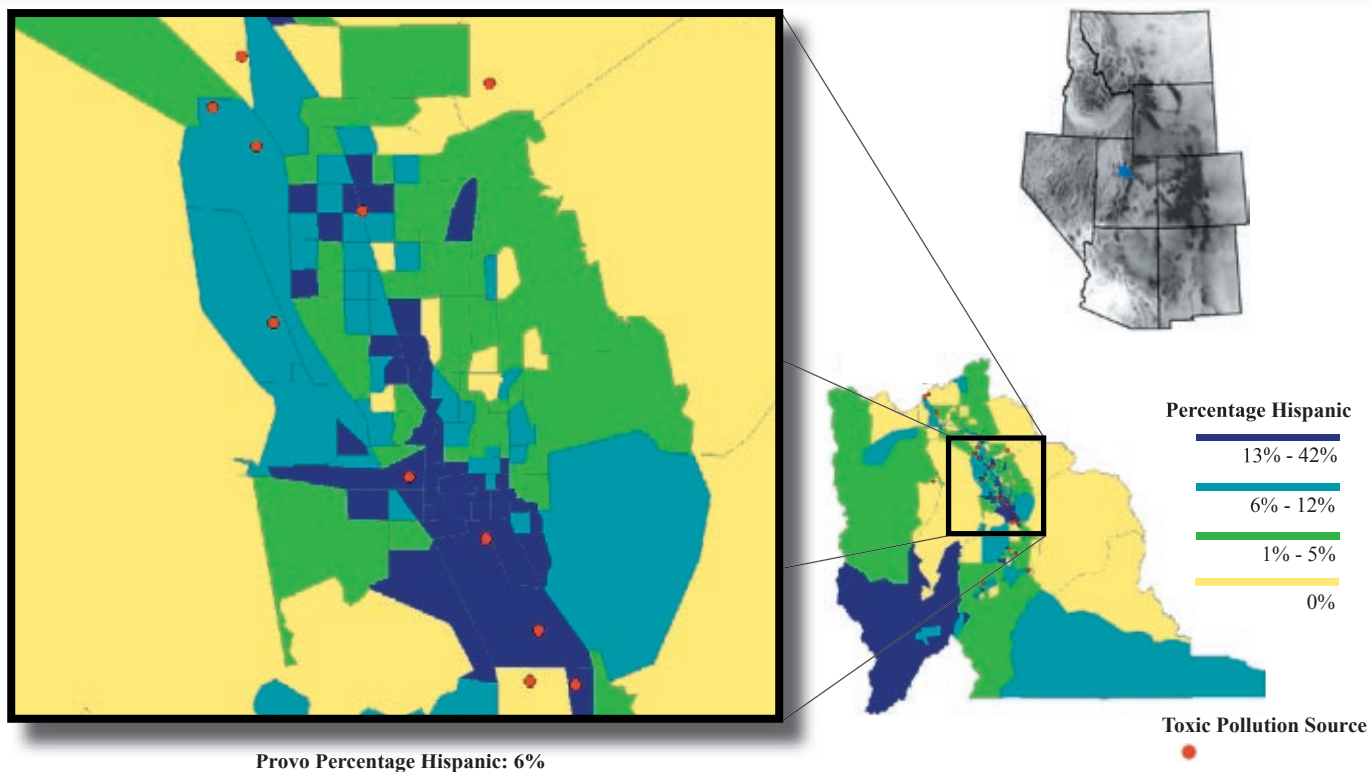 Percentage Hispanic
13% - 42%
6% - 12%
1% - 5%
0%
Toxic Pollution Source
Provo Percentage Hispanic: 6%